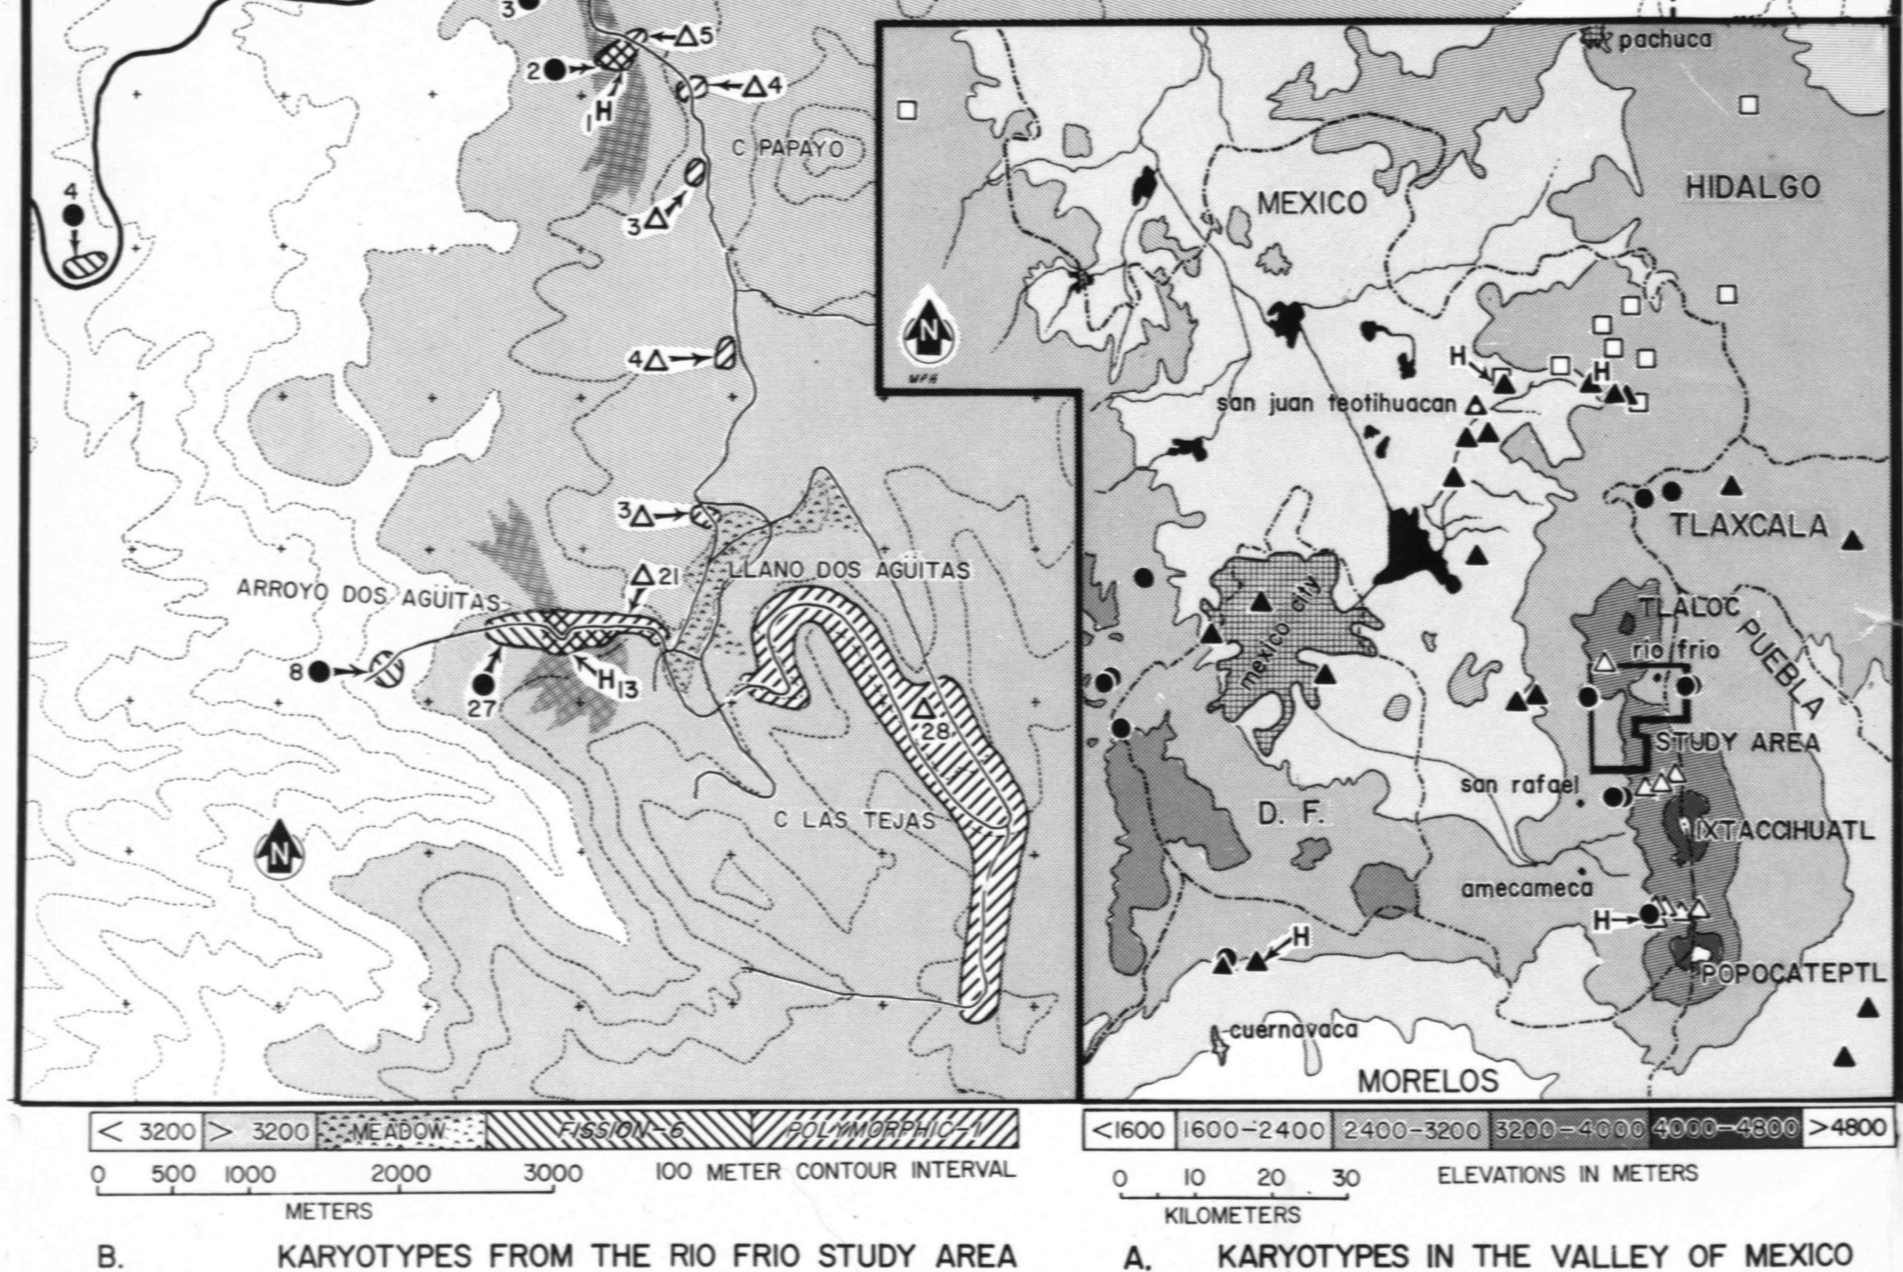 3
5
2
4
H
1
C PAPAYO
3
4
4
3
21
ARROYO DOS AGÜITAS
LLANO DOS AGÜITAS
8
27
H13
28
C LAS TEJAS
N
pachuca
MEXICO
HIDALGO
N
H
H
san juan teotihuacan
TLAXCALA
mexico city
TLALOC
rio frio
PUEBLA
STUDY AREA
san rafael
D. F.
IXTACCIHUATL
amecameca
H
H
POPOCATEPTL
cuernavaca
MORELOS
< 3200 > 3200 MEADOW FISSION-6 POLYMORPHIC-1
0 500 1000 2000 3000 100 METER CONTOUR INTERVAL
METERS
B. KARYOTYPES FROM THE RIO FRIO STUDY AREA
<1600 1600-2400 2400-3200 3200-4000 4000-4800 >4800
0 10 20 30 ELEVATIONS IN METERS
KILOMETERS
A. KARYOTYPES IN THE VALLEY OF MEXICO